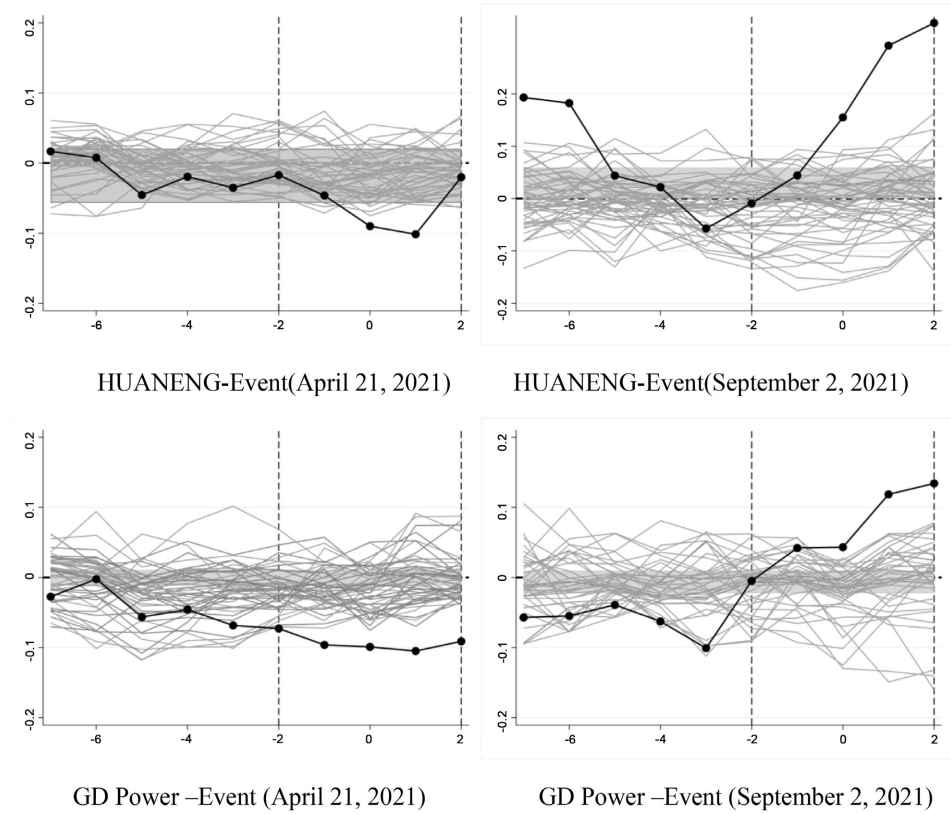 0.2
0.1
0
-0.1
-0.2
-6 -4 -2 0 2
0.2
0.1
0
-0.1
-0.2
-6 -4 -2 0 2
HUANENG-Event(April 21, 2021)
HUANENG-Event(September 2, 2021)
0.2
0.1
0
-0.1
-0.2
-6 -4 -2 0 2
0.2
0.1
0
-0.1
-0.2
-6 -4 -2 0 2
GD Power –Event (April 21, 2021)
GD Power –Event (September 2, 2021)